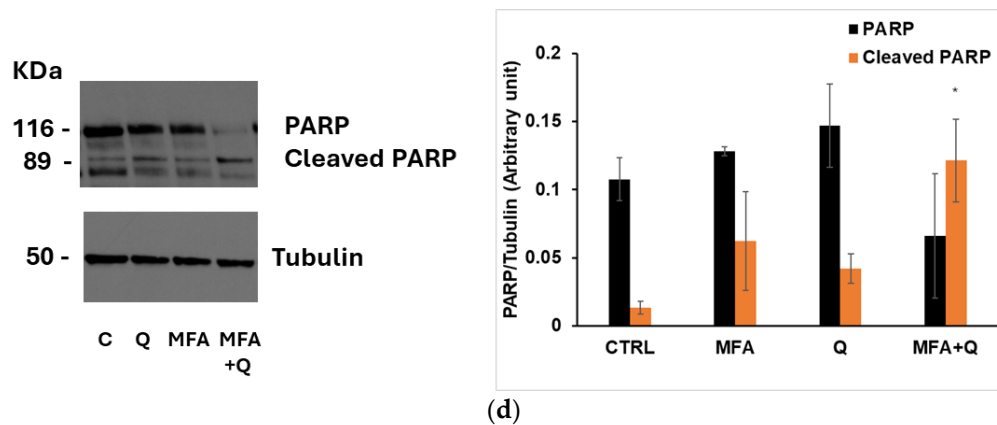 KDa
116 -
PARP
89 -
Cleaved PARP
50 -
Tubulin
C Q MFA MFA
+Q
PARP
Cleaved PARP
PARP/Tubulin (Arbitrary unit)
0.2
0.15
0.1
0.05
0
*
CTRL MFA Q MFA+Q
(d)